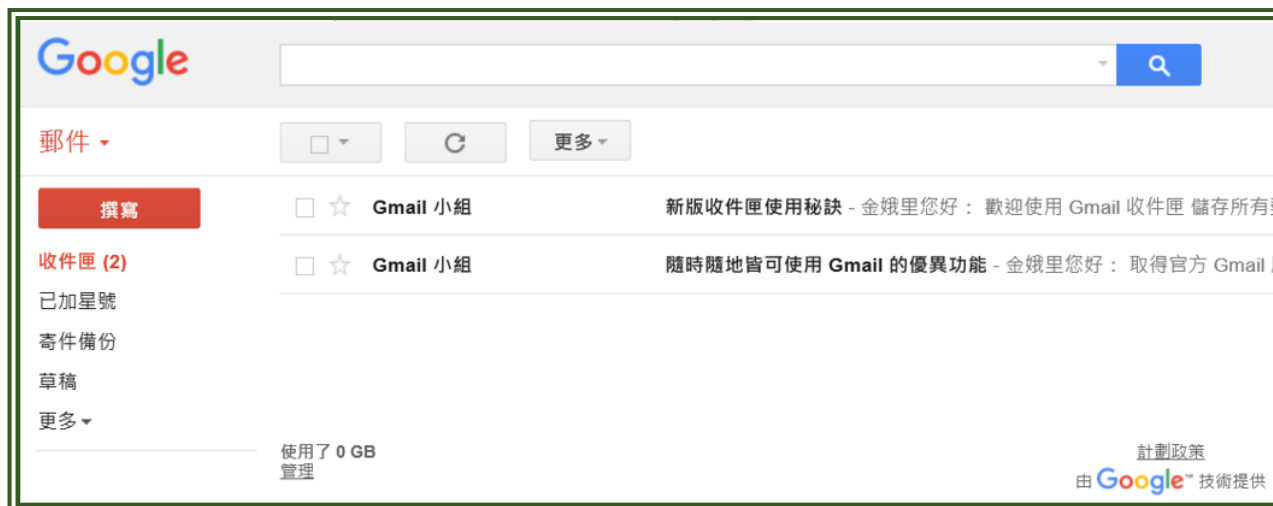 Google
郵件
更多
撰寫
Gmail 小組 新版收件匣使用秘訣 - 金娥里您好： 歡迎使用 Gmail 收件匣 儲存所有
收件匣 (2)
Gmail 小組 隨時隨地皆可使用 Gmail 的優異功能 - 金娥里您好： 取得官方 Gmail
已加星號
寄件備份
草稿
更多
使用了 0 GB
管理
計劃政策
由 Google™ 技術提供